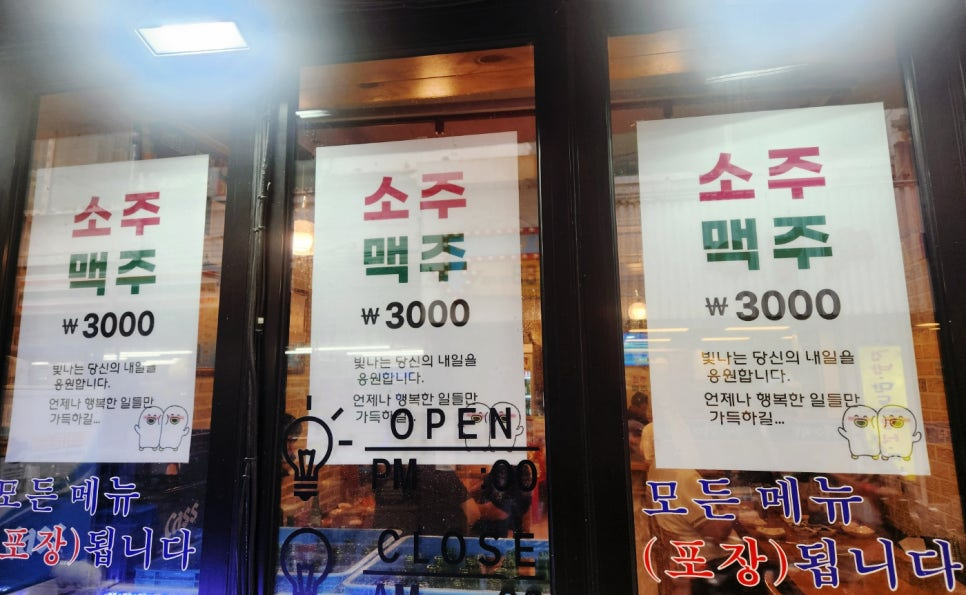 소주
맥주
₩3000
빛나는 당신의 내일을
응원합니다.
언제나 행복한 일들만
가득하길...
모든 메뉴
포장)됩니다
Cass
소주
맥주
₩3000
빛나는 당신의 내일을
응원합니다.
언제나 행복한 일들만
가득하길...
OPEN
PM :00
CLOSE
AM
소주
맥주
₩3000
빛나는 당신의 내일을
응원합니다.
언제나 행복한 일들만
가득하길...
모든 메뉴
(포장)됩니다